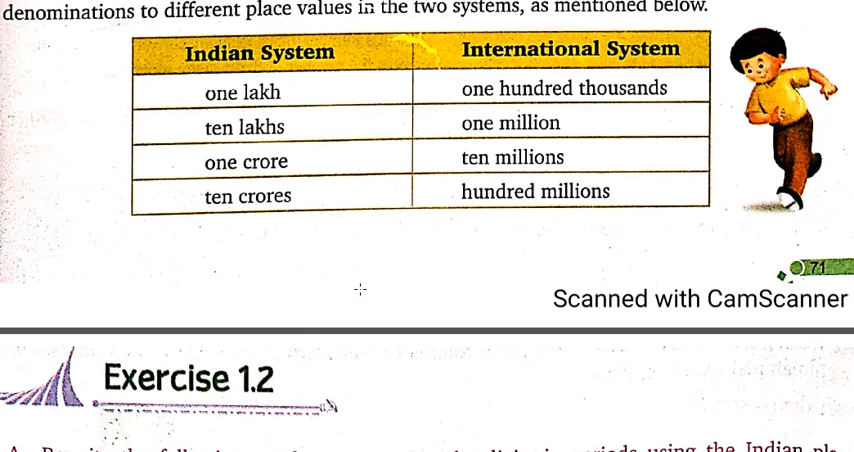 denominations to different place values in the two systems, as mentioned below.
Indian System International System
one lakh one hundred thousands
ten lakhs one million
one crore ten millions
ten crores hundred millions
71
Scanned with CamScanner
Exercise 1.2
using the Indian